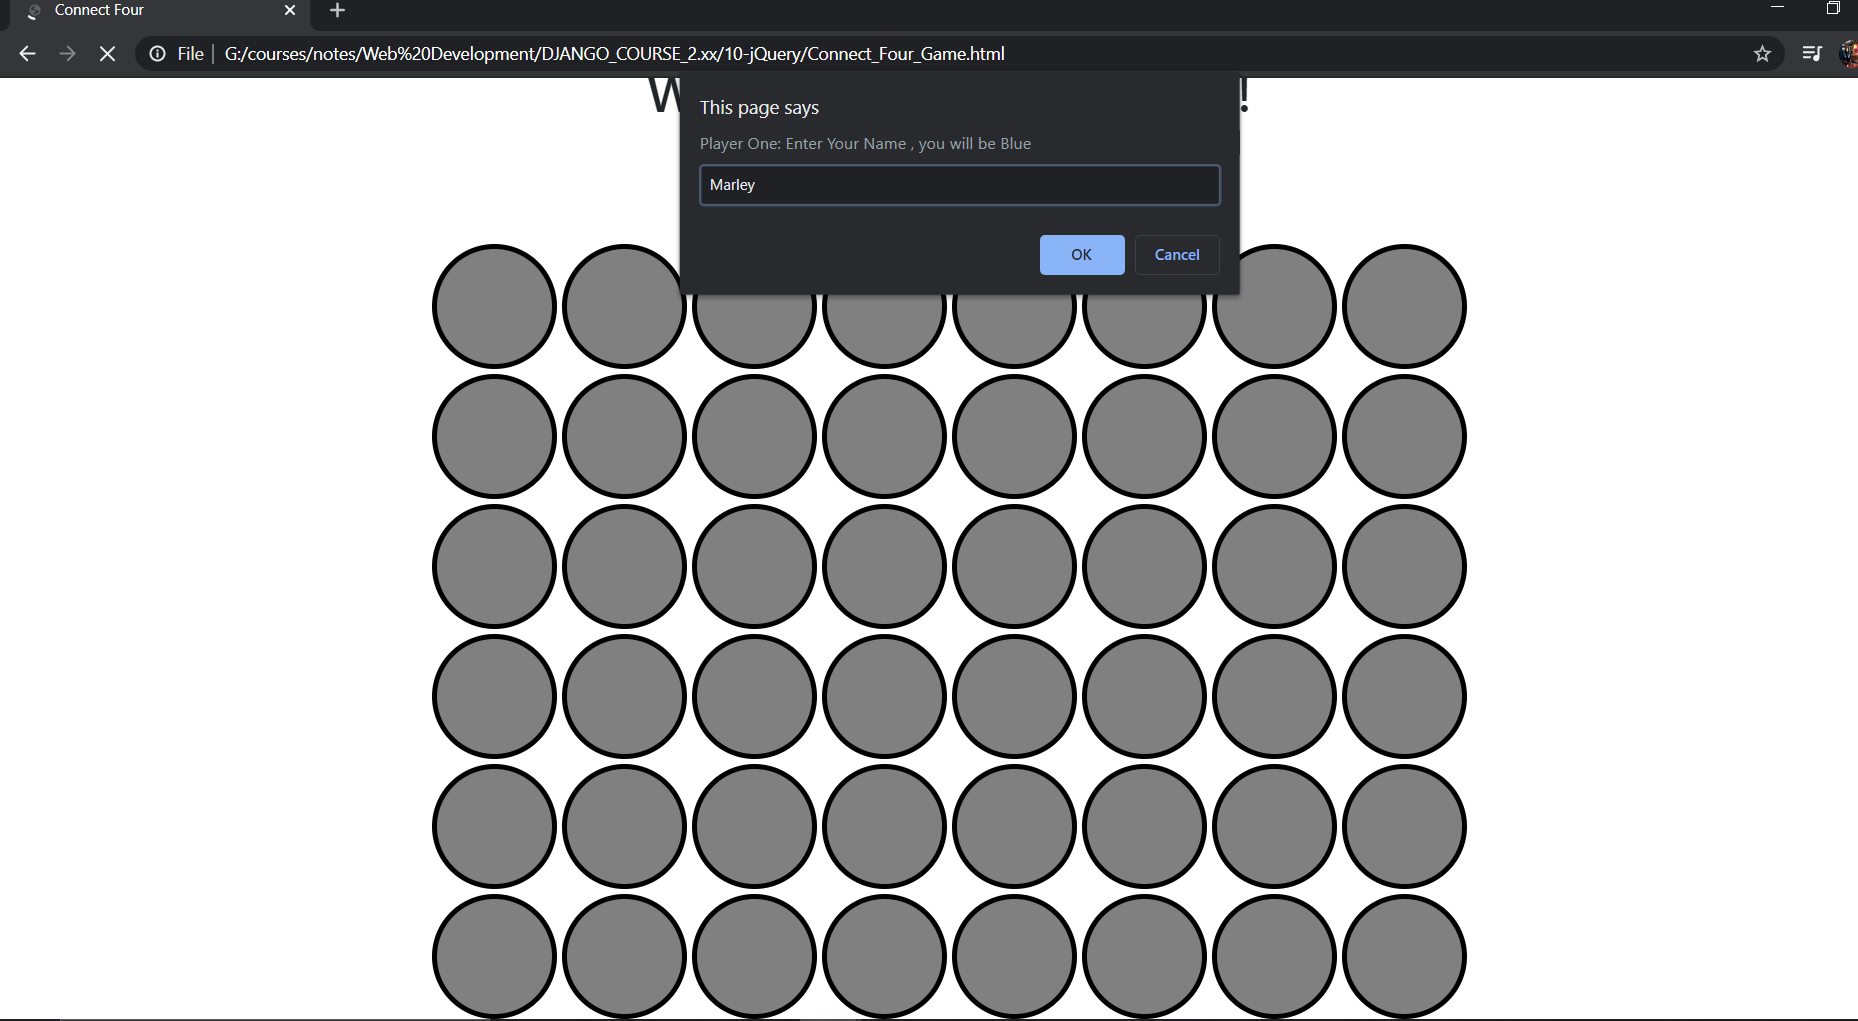 Connect Four
File
G:/courses/notes/Web%20Development/DJANGO_COURSE_2.xx/10-jQuery/Connect_Four_Game.html
This page says
Player One: Enter Your Name , you will be Blue
Marley
OK Cancel